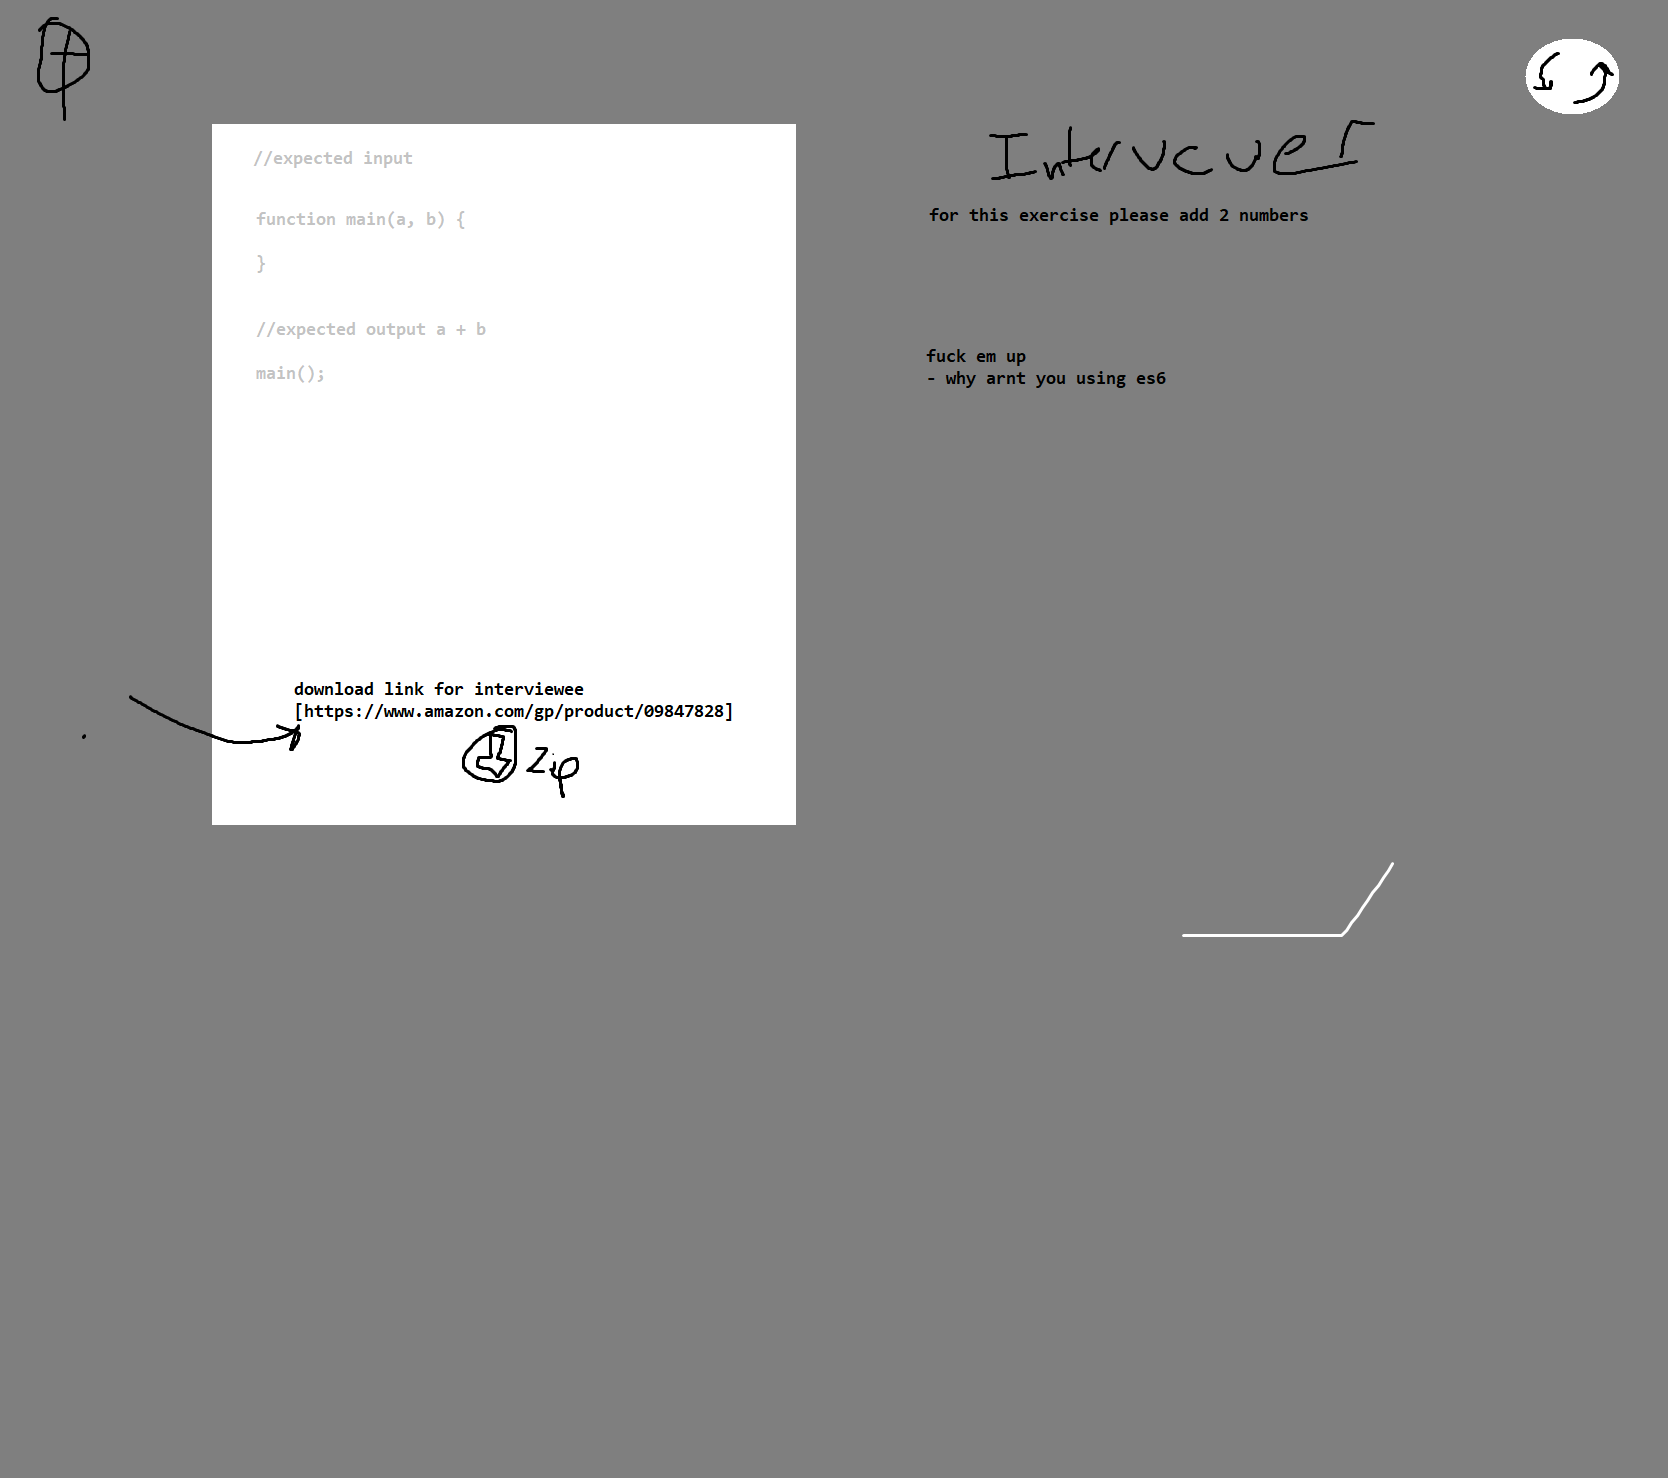 //expected input
function main(a, b) {
}
//expected output a + b
main();
download link for interviewee
[https://www.amazon.com/gp/product/09847828]
Zip
for this exercise please add 2 numbers
fuck em up
- why arnt you using es6